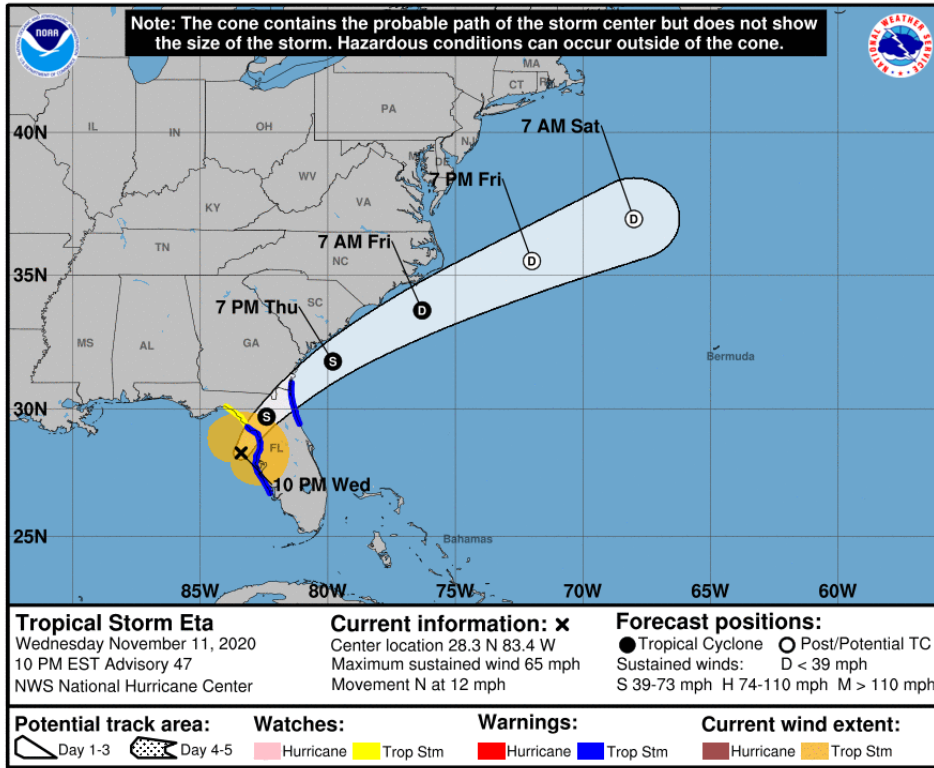 Note: The cone contains the probable path of the storm center but does not show
the size of the storm. Hazardous conditions can occur outside of the cone.
NOAA
NATIONAL WEATHER SERVICE
MA
CT
PA
40N
IL
IN
OH
NJ
DE
7 AM Sat
WV
7 PM Fri
KY
VA
TN
NC
7 AM Fri
35N
SC
7 PM Thu
MS
AL
GA
Bermuda
D
D
D
S
S
30N
FL
10 PM Wed
25N
Bahamas
85W
80W
75W
70W
65W
60W
Tropical Storm Eta
Wednesday November 11, 2020
10 PM EST Advisory 47
NWS National Hurricane Center
Current information: ×
Center location 28.3 N 83.4 W
Maximum sustained wind 65 mph
Movement N at 12 mph
Forecast positions:
Tropical Cyclone Post/Potential TC
Sustained winds: D < 39 mph
S 39-73 mph H 74-110 mph M > 110 mph
Potential track area:
Day 1-3 Day 4-5
Watches:
Hurricane Trop Stm
Warnings:
Hurricane Trop Stm
Current wind extent:
Hurricane Trop Stm